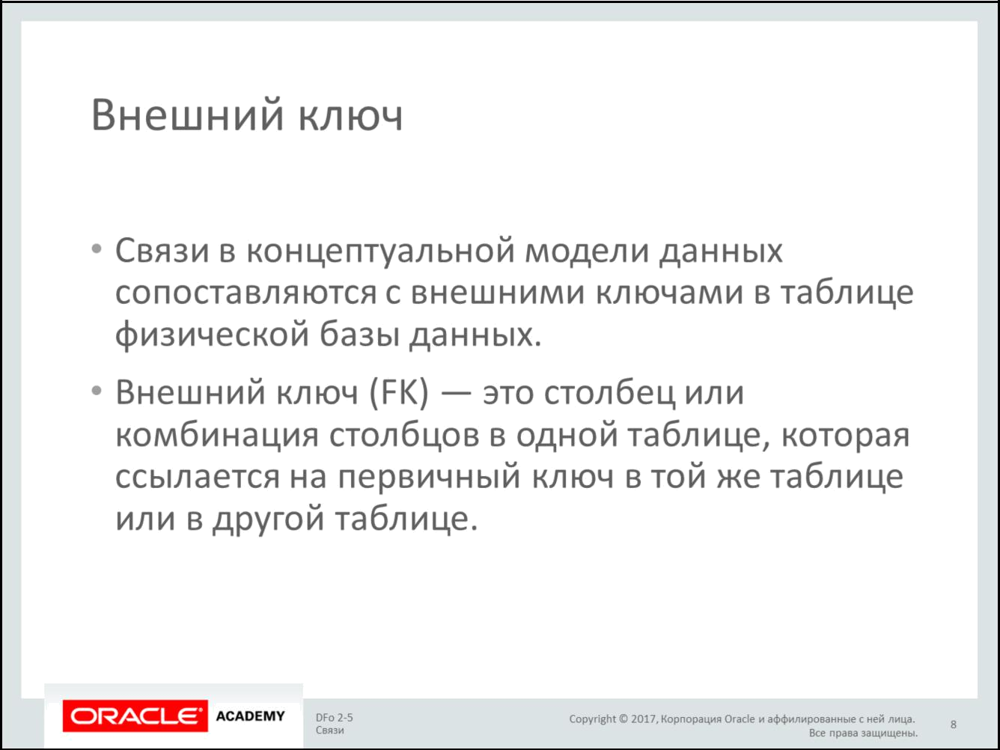 Внешний ключ
• Связи в концептуальной модели данных
сопоставляются с внешними ключами в таблице
физической базы данных.
• Внешний ключ (FK) — это столбец или
комбинация столбцов в одной таблице, которая
ссылается на первичный ключ в той же таблице
или в другой таблице.
ORACLE® ACADEMY
DFo 2-5
Связи
Copyright © 2017, Корпорация Oracle и аффилированные с ней лица.
Все права защищены.
8